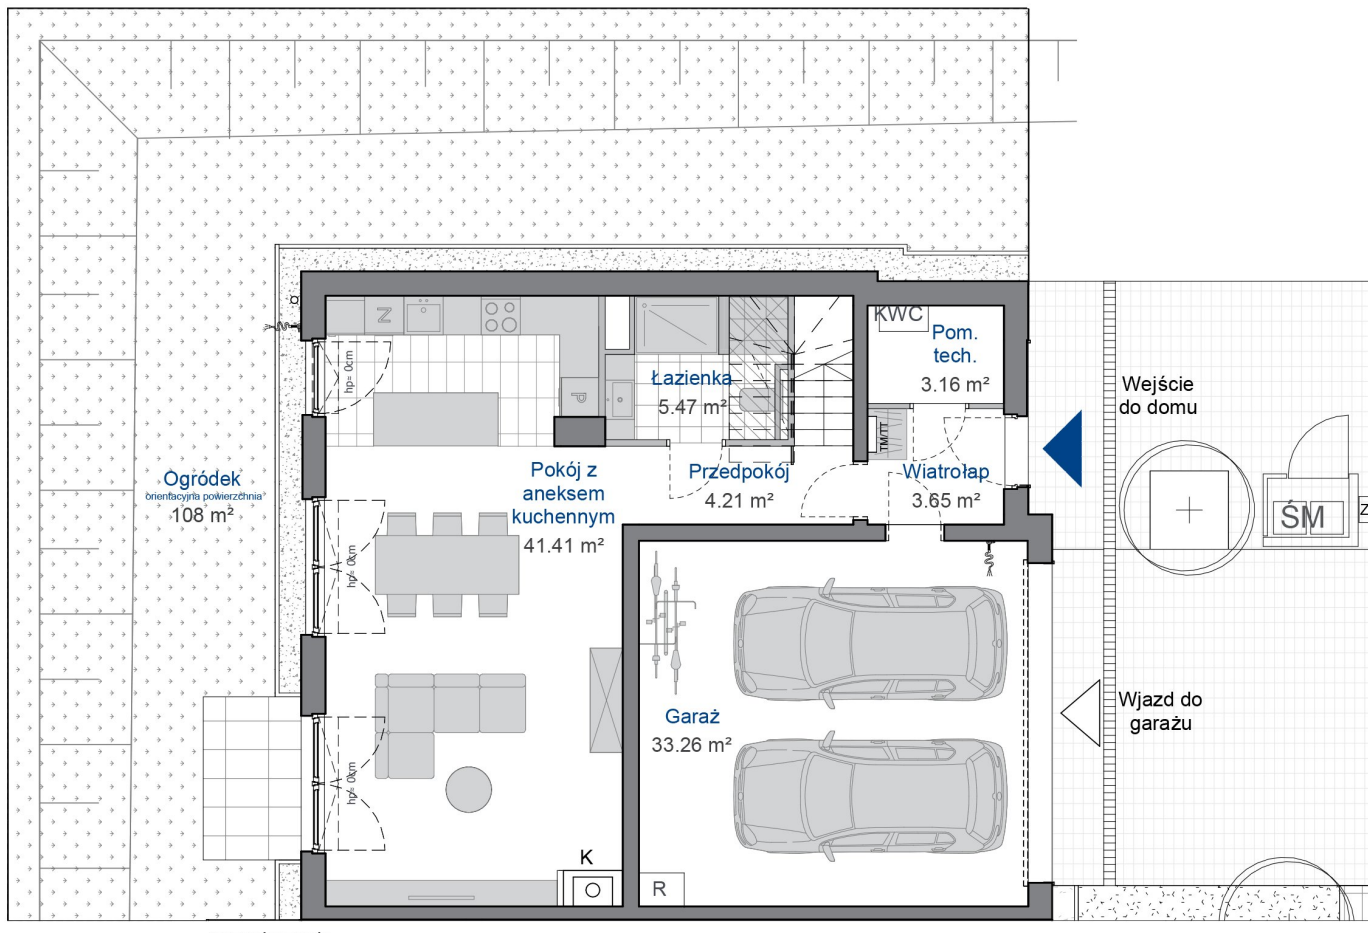 KWC
Pom.
tech.
3.16 m²
N
hp= 0cm
P
Łazienka
5.47 m²
Wejście
do domu
TM/TT
Ogródek
orientacyjna powierzchnia
108 m²
Pokój z
aneksem
kuchennym
41.41 m²
Przedpokój
4.21 m²
Wiatrołap
3.65 m²
ŚM
Z
hp= 0cm
Garaż
33.26 m²
Wjazd do
garażu
hp= 0cm
K
R